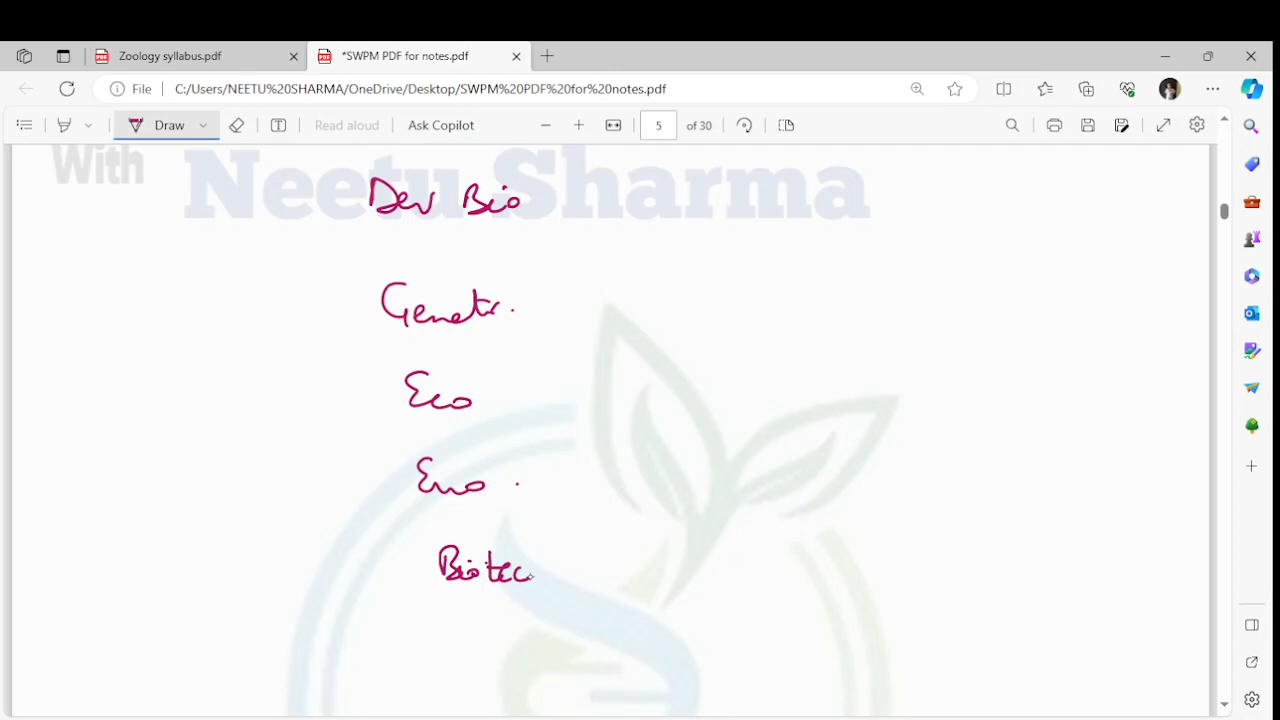 Zoology syllabus.pdf
*SWPM PDF for notes.pdf
File
C:/Users/NEETU%20SHARMA/OneDrive/Desktop/SWPM%20PDF%20for%20notes.pdf
Draw
Read aloud
Ask Copilot
5 of 30
With Neetu Sharma
Dev Bio
Genetr.
Eco
Evo .
Biotec